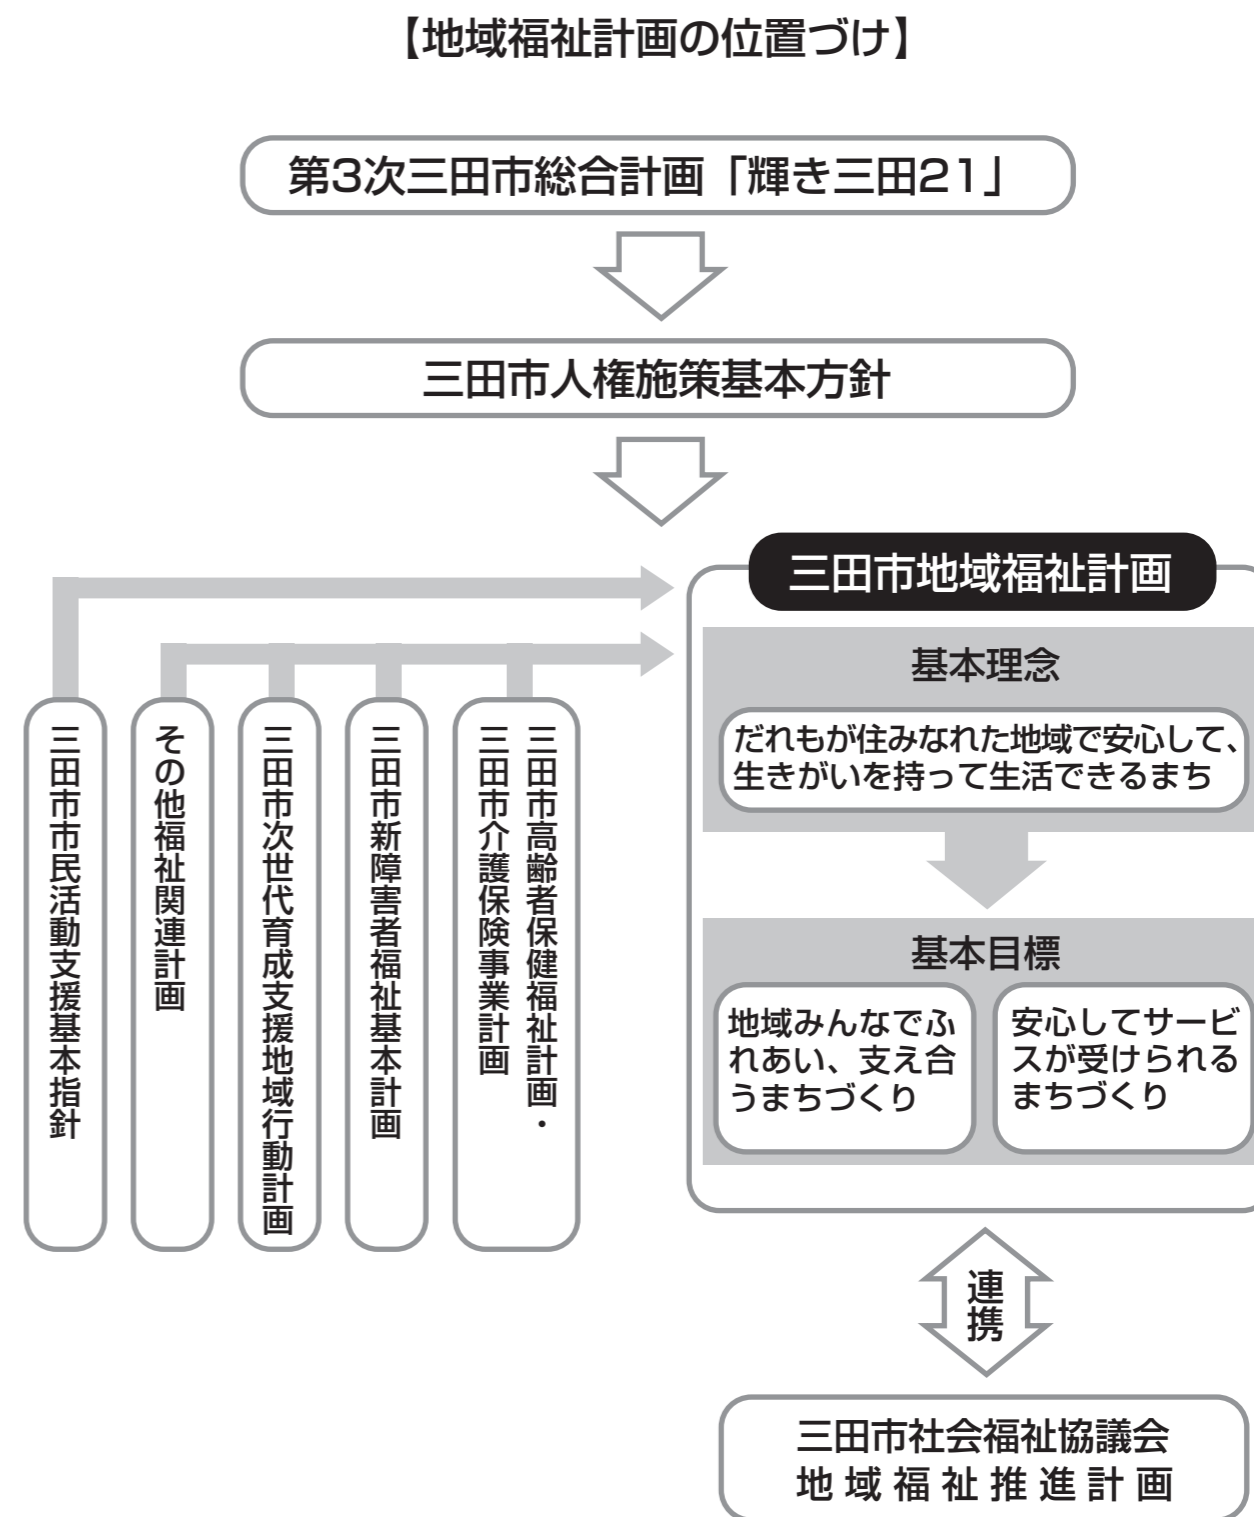 【地域福祉計画の位置づけ】
第3次三田市総合計画「輝き三田21」
三田市人権施策基本方針
三田市地域福祉計画
基本理念
だれもが住みなれた地域で安心して、
生きがいを持って生活できるまち
基本目標
地域みんなでふ
れあい、支え合
うまちづくり
安心してサービ
スが受けられる
まちづくり
三田市高齢者保健福祉計画・
三田市介護保険事業計画
三田市新障害者福祉基本計画
三田市次世代育成支援地域行動計画
その他福祉関連計画
三田市市民活動支援基本指針
連携
三田市社会福祉協議会
地域福祉推進計画